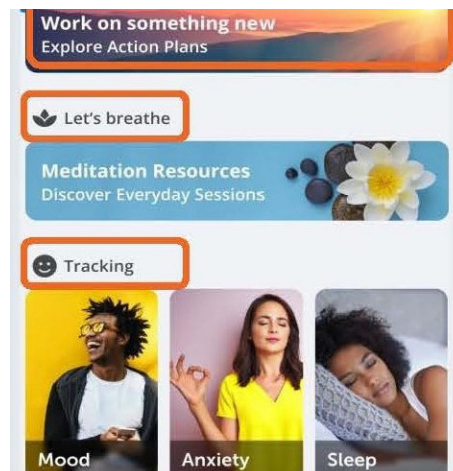 Work on something new
Explore Action Plans
Let's breathe
Meditation Resources
Discover Everyday Sessions
Tracking
Mood
Anxiety
Sleep